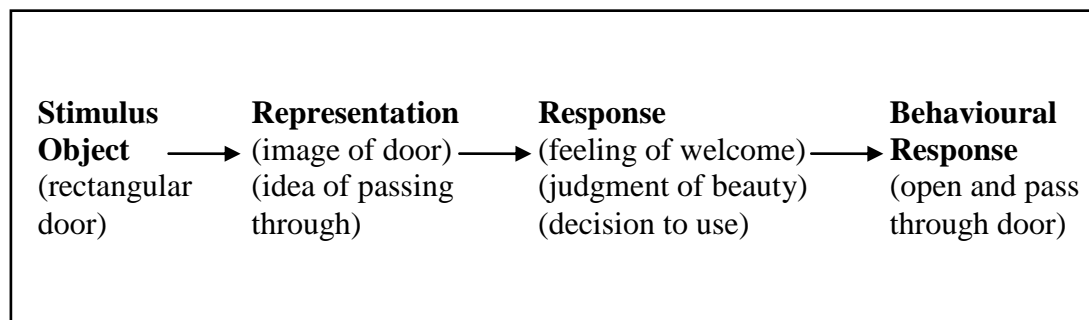 Stimulus Object
(rectangular door)
Representation
(image of door)
(idea of passing through)
Response
(feeling of welcome)
(judgment of beauty)
(decision to use)
Behavioural Response
(open and pass through door)